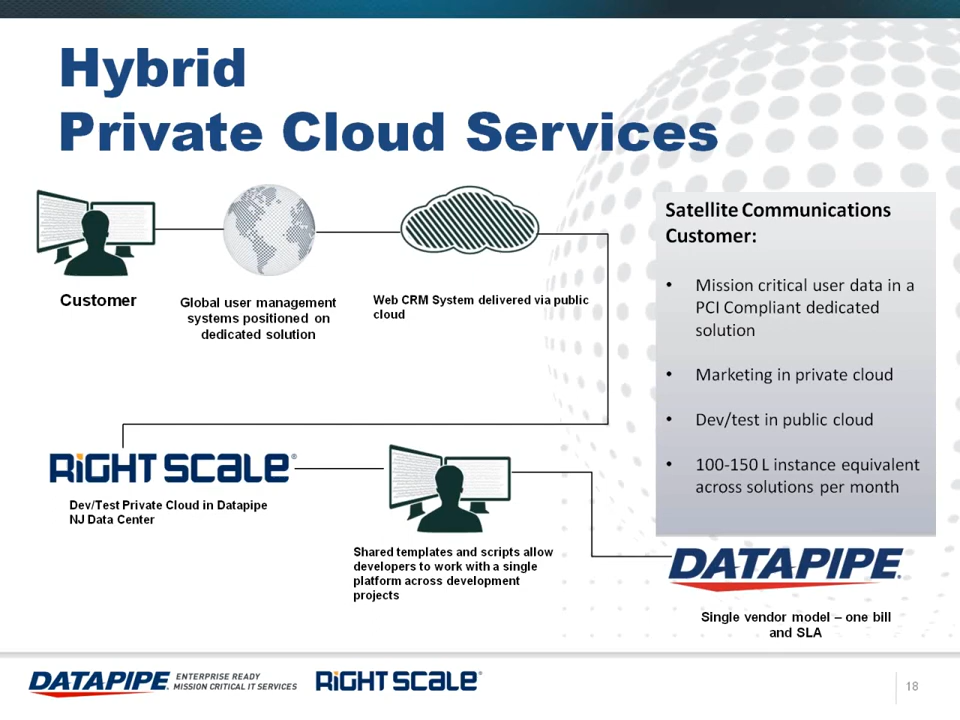 Hybrid
Private Cloud Services
Customer
Global user management
systems positioned on
dedicated solution
Web CRM System delivered via public
cloud
Satellite Communications
Customer:
• Mission critical user data in a
PCI Compliant dedicated
solution
• Marketing in private cloud
• Dev/test in public cloud
• 100-150 L instance equivalent
across solutions per month
RIGHT SCALE®
Dev/Test Private Cloud in Datapipe
NJ Data Center
Shared templates and scripts allow
developers to work with a single
platform across development
projects
DATAPIPE.
Single vendor model – one bill
and SLA
DATAPIPE. ENTERPRISE READY
MISSION CRITICAL IT SERVICES
RIGHT SCALE®
18